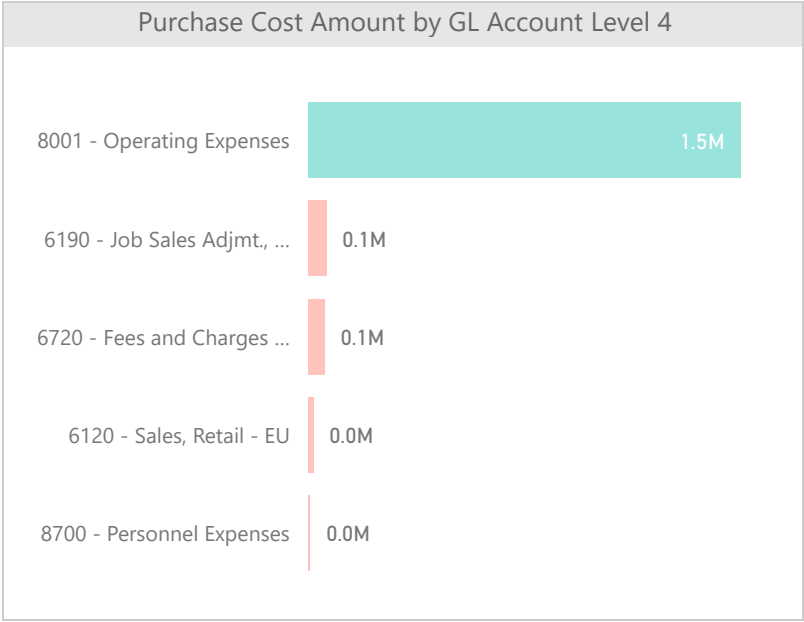 Purchase Cost Amount by GL Account Level 4
8001 - Operating Expenses 1.5M
6190 - Job Sales Adjmt., ... 0.1M
6720 - Fees and Charges ... 0.1M
6120 - Sales, Retail - EU 0.0M
8700 - Personnel Expenses 0.0M